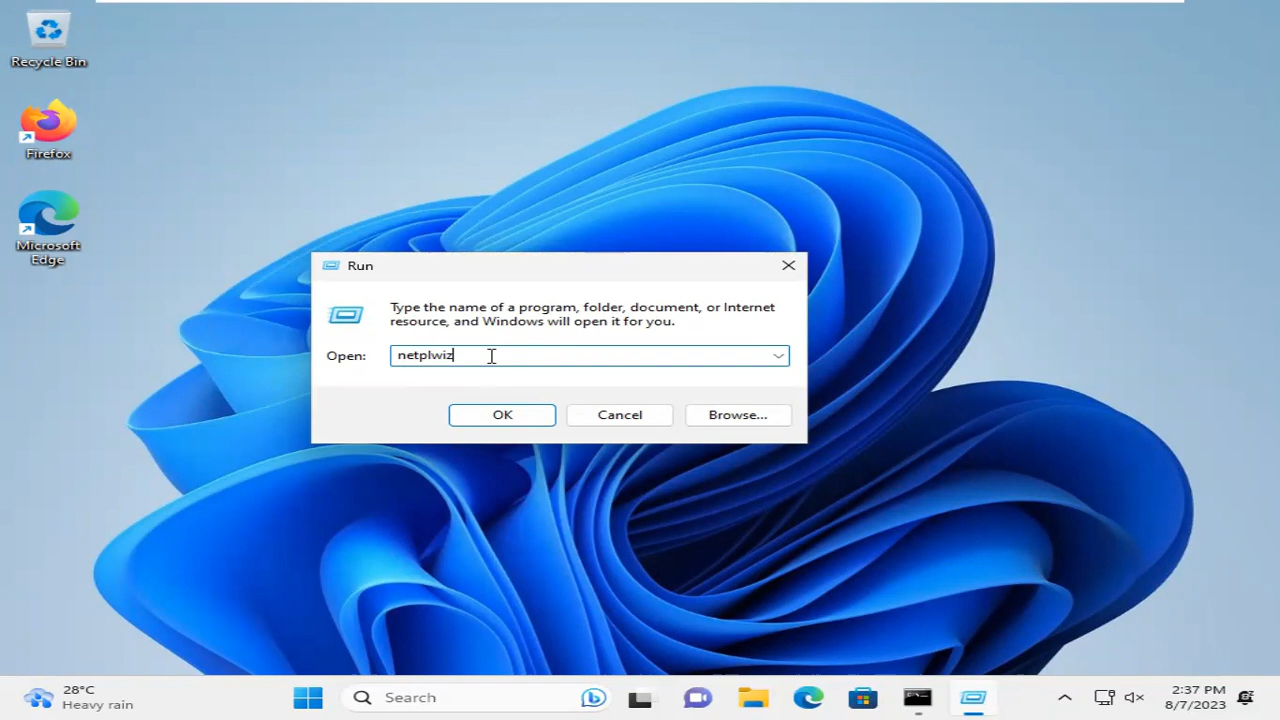 Recycle Bin
Firefox
Microsoft
Edge
Run
Type the name of a program, folder, document, or Internet
resource, and Windows will open it for you.
Open: netplwiz
OK Cancel Browse...
28°C
Heavy rain
Search
2:37 PM
8/7/2023